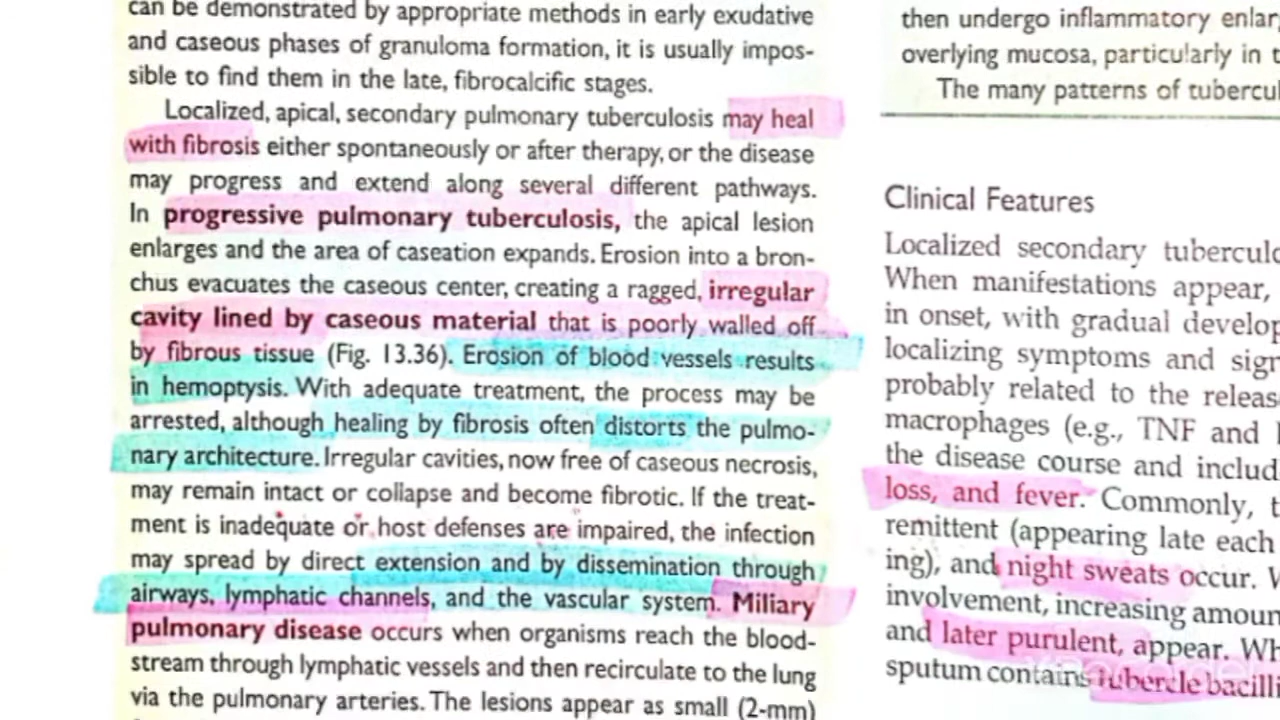 can be demonstrated by appropriate methods in early exudative
and caseous phases of granuloma formation, it is usually impos-
sible to find them in the late, fibrocalcific stages.
Localized, apical, secondary pulmonary tuberculosis may heal
with fibrosis either spontaneously or after therapy, or the disease
may progress and extend along several different pathways.
In progressive pulmonary tuberculosis, the apical lesion
enlarges and the area of caseation expands. Erosion into a bron-
chus evacuates the caseous center, creating a ragged, irregular
cavity lined by caseous material that is poorly walled off
by fibrous tissue (Fig. 13.36). Erosion of blood vessels results
in hemoptysis. With adequate treatment, the process may be
arrested, although healing by fibrosis often distorts the pulmo-
nary architecture. Irregular cavities, now free of caseous necrosis,
may remain intact or collapse and become fibrotic. If the treat-
ment is inadequate or host defenses are impaired, the infection
may spread by direct extension and by dissemination through
airways, lymphatic channels, and the vascular system. Miliary
pulmonary disease occurs when organisms reach the blood-
stream through lymphatic vessels and then recirculate to the lung
via the pulmonary arteries. The lesions appear as small (2-mm)
then undergo inflammatory enlar
overlying mucosa, particularly in t
The many patterns of tubercul
Clinical Features
Localized secondary tuberculo
When manifestations appear,
in onset, with gradual develop
localizing symptoms and sign
probably related to the releas
macrophages (e.g., TNF and
the disease course and includ
loss, and fever. Commonly, t
remittent (appearing late each
ing), and night sweats occur. W
involvement, increasing amoun
and later purulent, appear. Wh
sputum contains tubercle bacilli